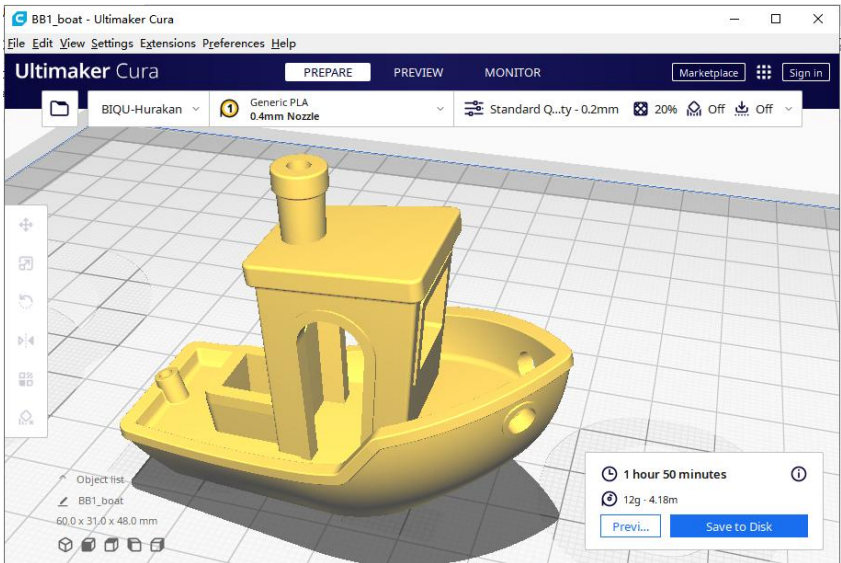 BB1_boat - Ultimaker Cura
File Edit View Settings Extensions Preferences Help
Ultimaker Cura PREPARE PREVIEW MONITOR Marketplace Sign in
BIQU-Hurakan 1 Generic PLA Standard Q...ty - 0.2mm 20% Off Off
0.4mm Nozzle
Object list
BB1_boat
60.0 x 31.0 x 48.0 mm
1 hour 50 minutes
12g · 4.18m
Previ... Save to Disk